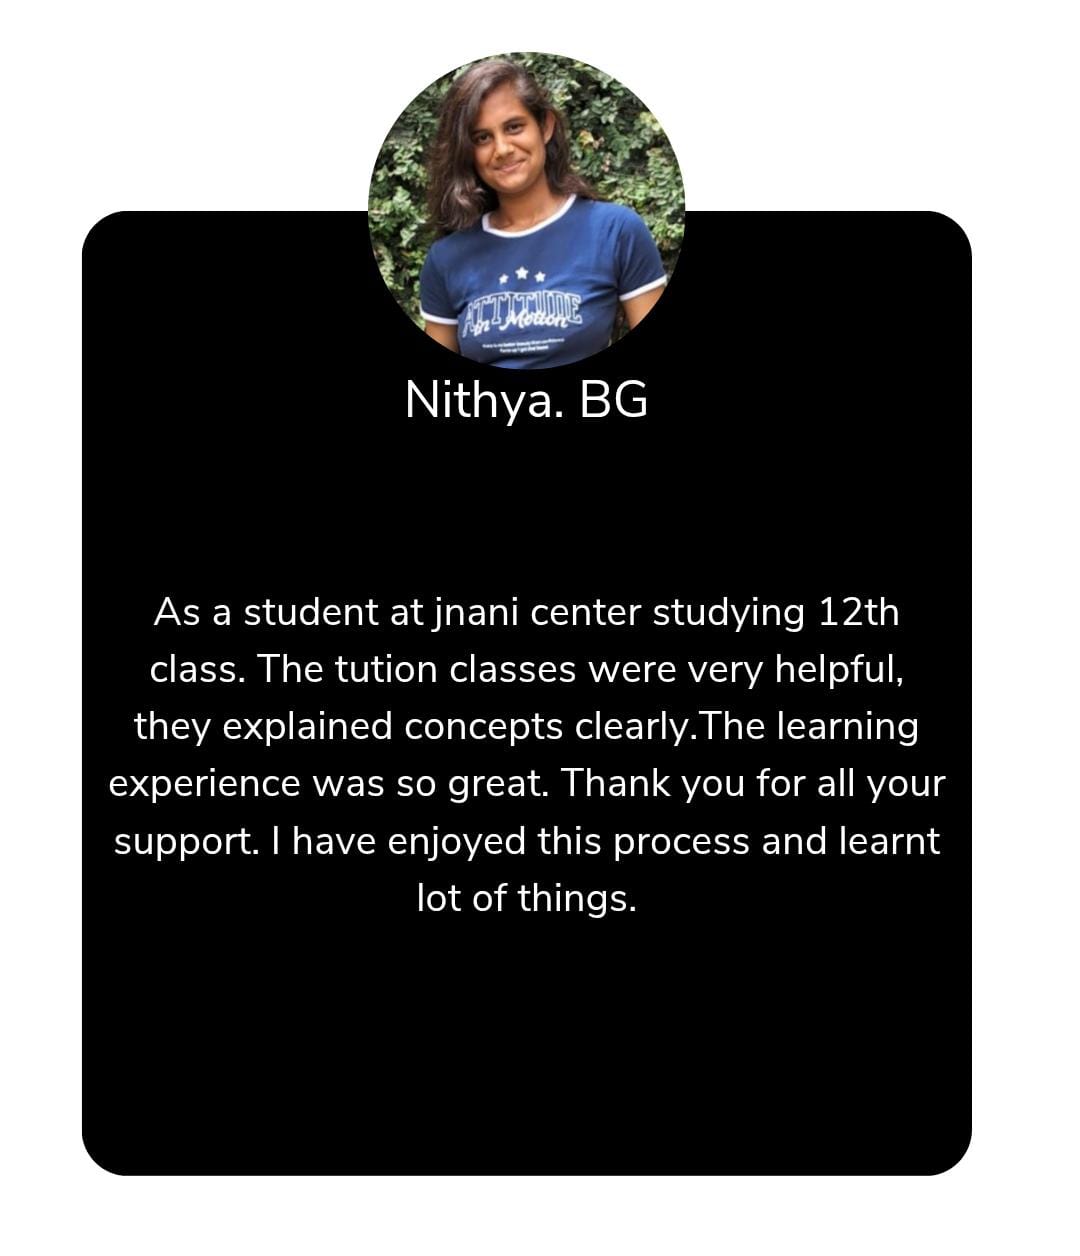 ATTITUDE
in Motion
Nithya. BG
As a student at jnani center studying 12th
class. The tution classes were very helpful,
they explained concepts clearly.The learning
experience was so great. Thank you for all your
support. I have enjoyed this process and learnt
lot of things.